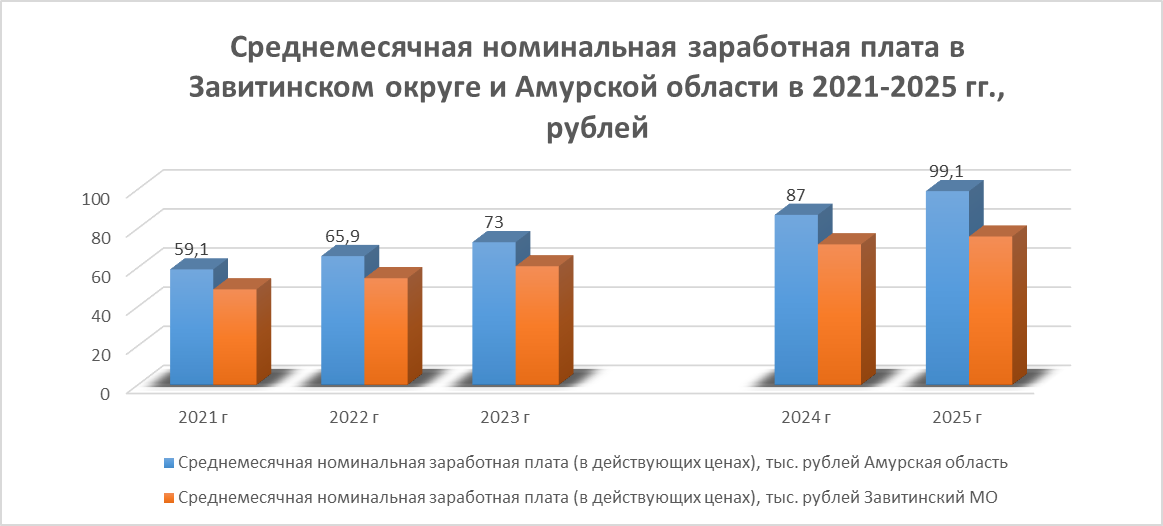 Среднемесячная номинальная заработная плата в
Завитинском округе и Амурской области в 2021-2025 гг.,
рублей
99,1
87
73
65,9
59,1
100
80
60
40
20
0
2021 г
2022 г
2023 г
2024 г
2025 г
Среднемесячная номинальная заработная плата (в действующих ценах), тыс. рублей Амурская область
Среднемесячная номинальная заработная плата (в действующих ценах), тыс. рублей Завитинский МО